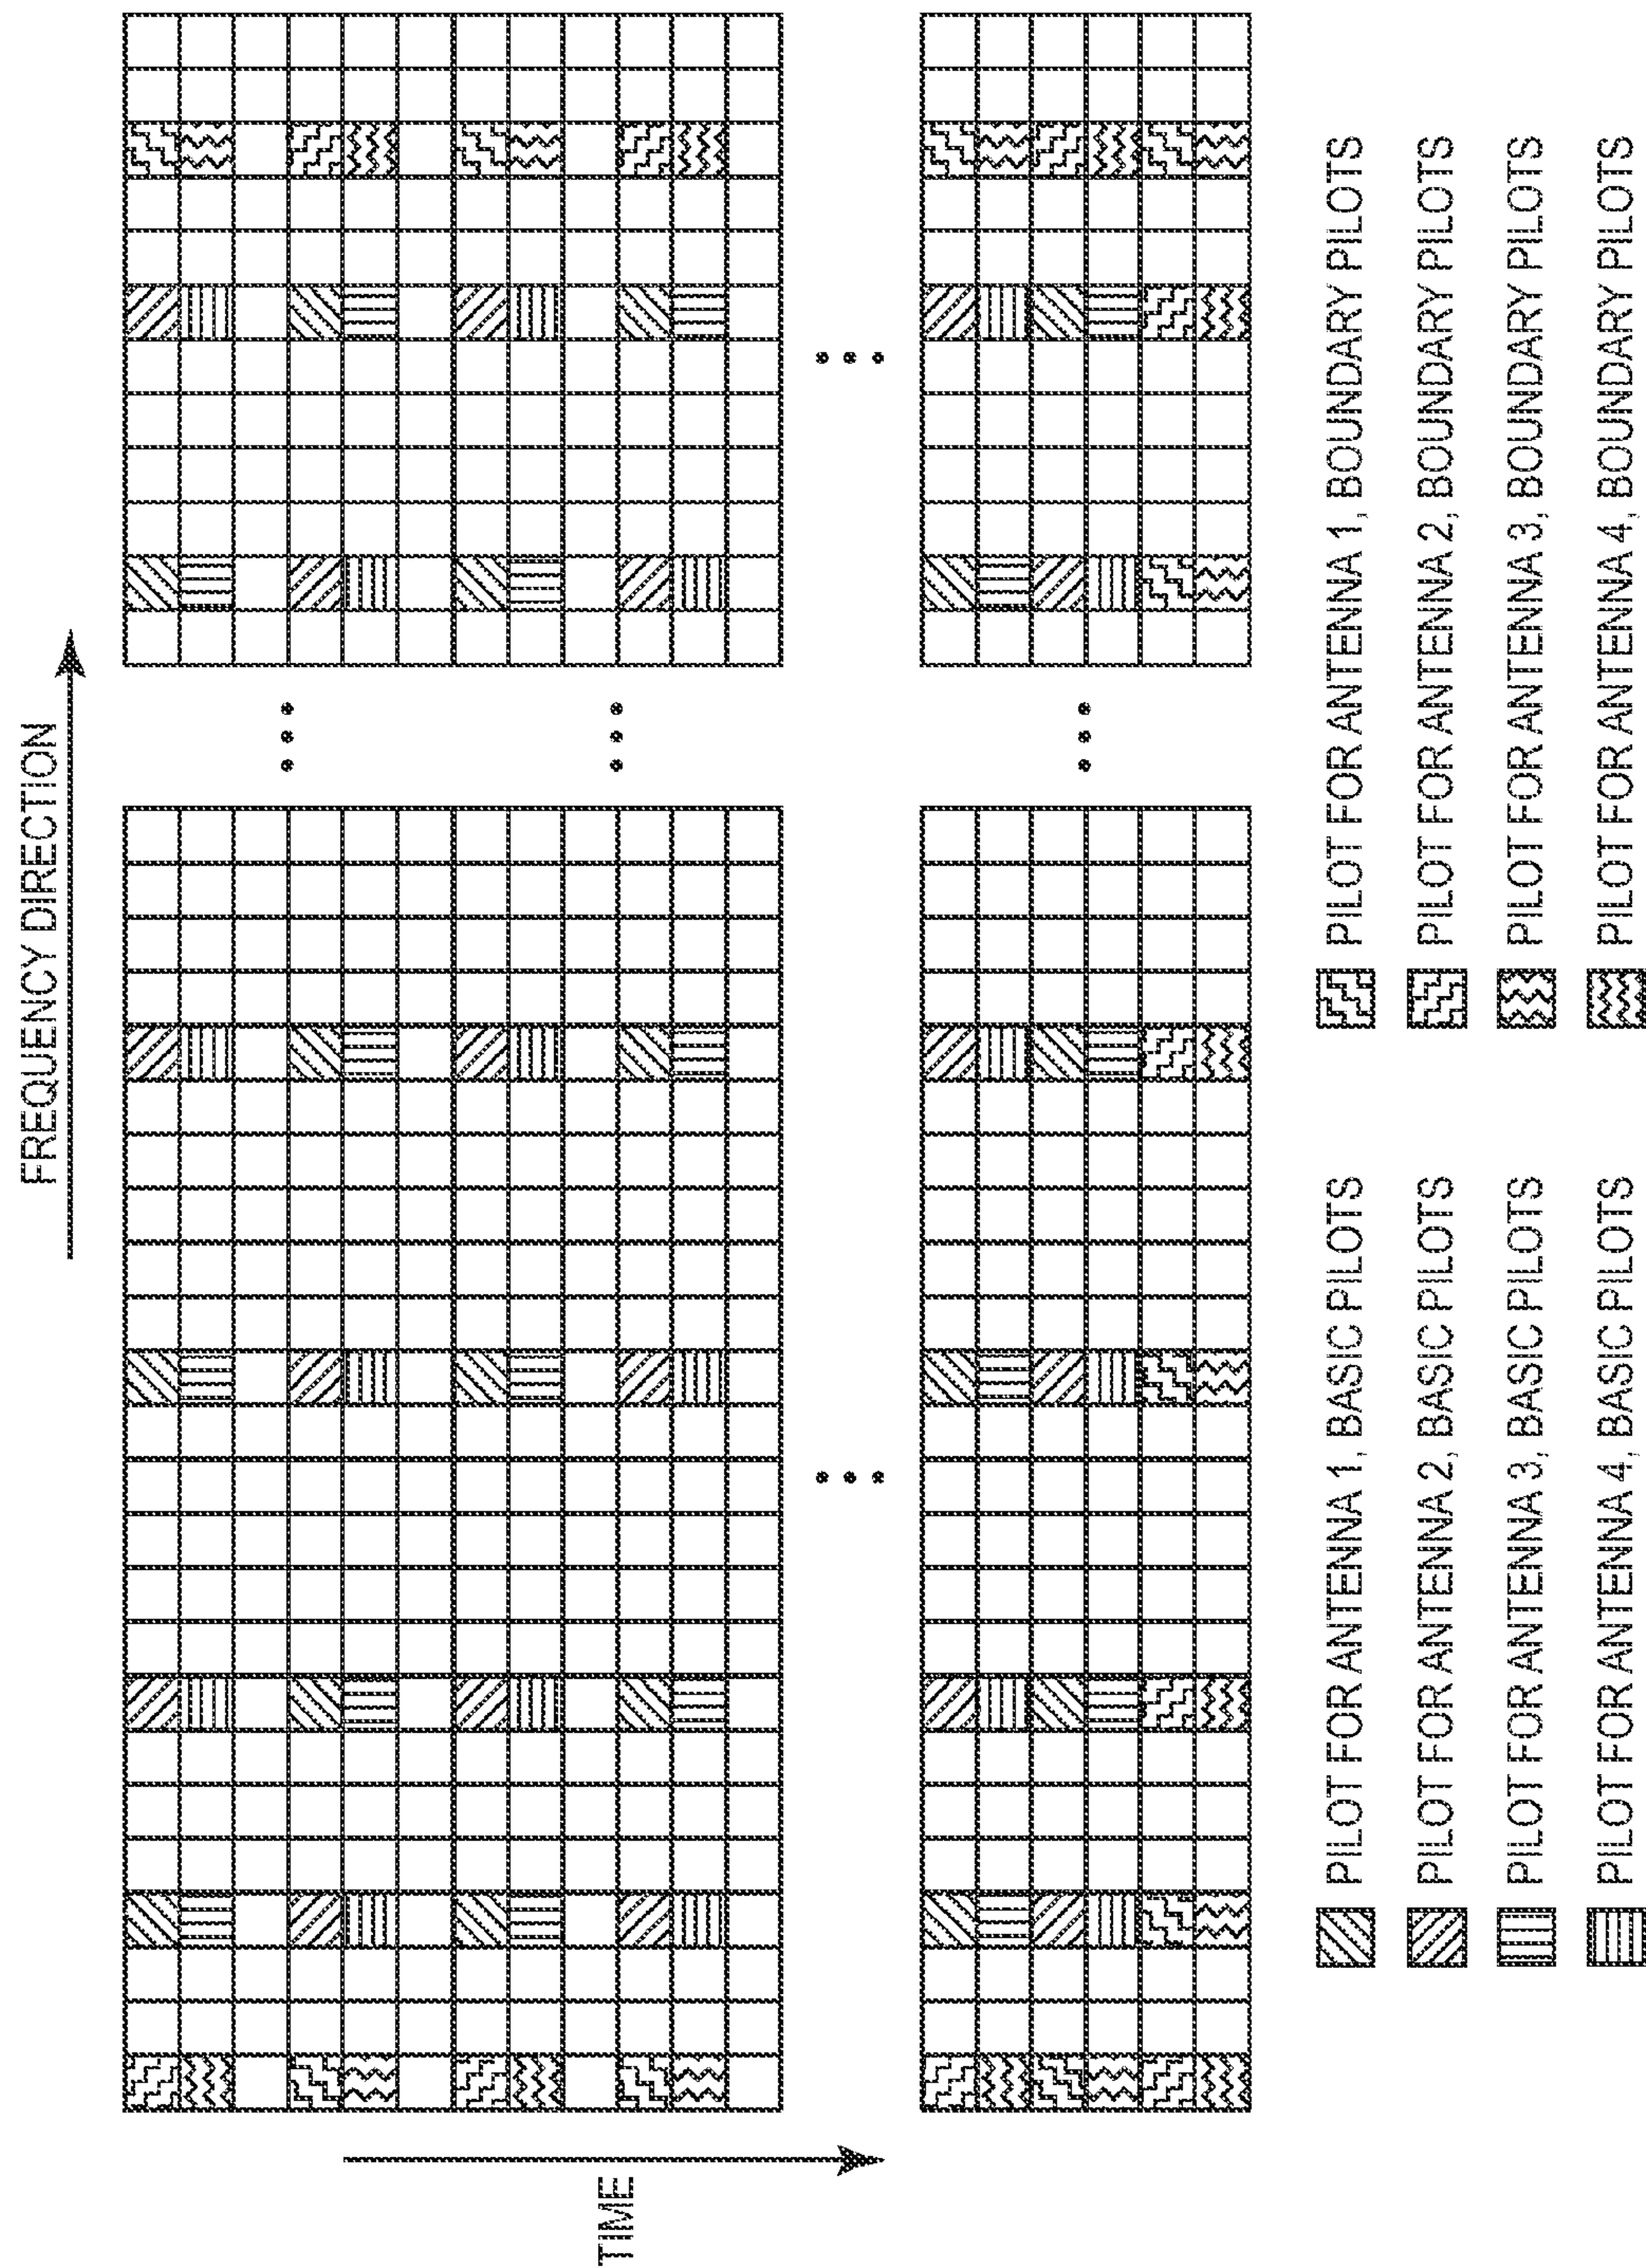 FREQUENCY DIRECTION
TIME
PILOT FOR ANTENNA 1, BASIC PILOTS
PILOT FOR ANTENNA 2, BASIC PILOTS
PILOT FOR ANTENNA 3, BASIC PILOTS
PILOT FOR ANTENNA 4, BASIC PILOTS
PILOT FOR ANTENNA 1, BOUNDARY PILOTS
PILOT FOR ANTENNA 2, BOUNDARY PILOTS
PILOT FOR ANTENNA 3, BOUNDARY PILOTS
PILOT FOR ANTENNA 4, BOUNDARY PILOTS